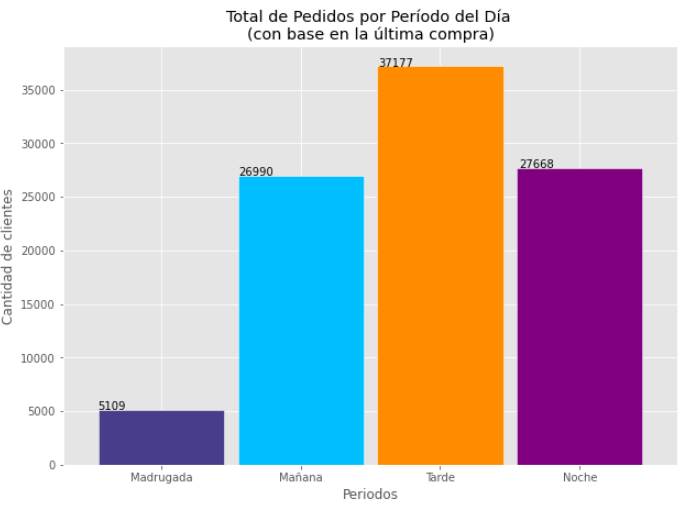 Total de Pedidos por Período del Día
(con base en la última compra)
37177
27668
26990
5109
35000
30000
25000
20000
15000
10000
5000
0
Cantidad de clientes
Madrugada
Mañana
Tarde
Noche
Periodos